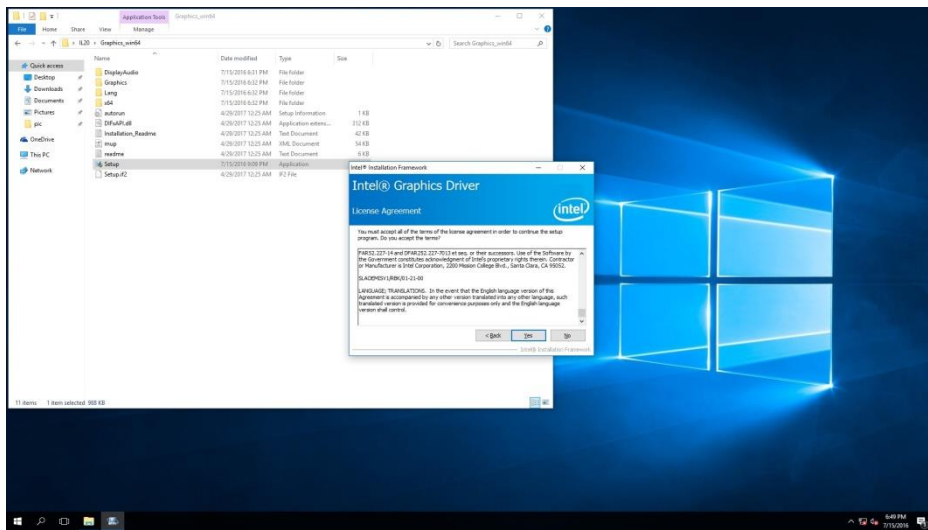 Application Tools Graphics_win64
File Home Share View Manage
IL20 > Graphics_win64
Search Graphics_win64
Name Date modified Type Size
Quick access
Desktop
Downloads
Documents
Pictures
pic
OneDrive
This PC
Network
DisplayAudio 7/15/2016 6:31 PM File folder
Graphics 7/15/2016 6:32 PM File folder
Lang 7/15/2016 6:32 PM File folder
x64 7/15/2016 6:32 PM File folder
autorun 4/29/2017 12:25 AM Setup Information 1 KB
DIFxAPI.dll 4/29/2017 12:25 AM Application extens... 312 KB
Installation_Readme 4/29/2017 12:25 AM Text Document 42 KB
mup 4/29/2017 12:25 AM XML Document 54 KB
readme 4/29/2017 12:25 AM Text Document 6 KB
Setup 7/15/2016 9:09 PM Application
Setup.if2 4/29/2017 12:25 AM IF2 File
11 items 1 item selected 988 KB
Intel® Installation Framework
Intel® Graphics Driver
License Agreement
intel
You must accept all of the terms of the license agreement in order to continue the setup
program. Do you accept the terms?
FAR52.227-14 and DFAR252.227-7013 et seq. or their successors. Use of the Software by
the Government constitutes acknowledgment of Intel's proprietary rights therein. Contractor
or Manufacturer is Intel Corporation, 2200 Mission College Blvd., Santa Clara, CA 95052.
SLAOEMISV1/RBK/01-21-00
LANGUAGE; TRANSLATIONS. In the event that the English language version of this
Agreement is accompanied by any other version translated into any other language, such
translated version is provided for convenience purposes only and the English language
version shall control.
< Back Yes No
Intel® Installation Framework
6:49 PM
7/15/2016